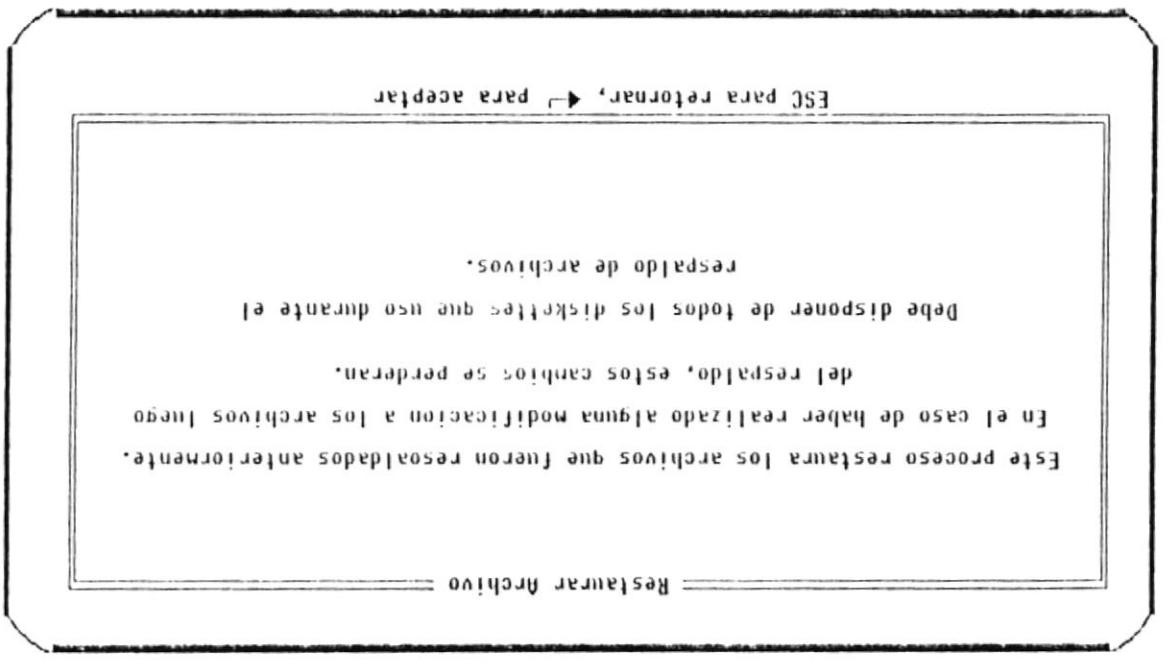 Restaurar Archivo
Este proceso restaura los archivos que fueron resoaldados anteriormente.
En el caso de haber realizado alguna modificacion a los archivos luego
del respaldo, estos canbios se perderan.
Debe disponer de todos los diskettes que uso durante el
respaldo de archivos.
ESC para retornar, ◄┘ para aceptar